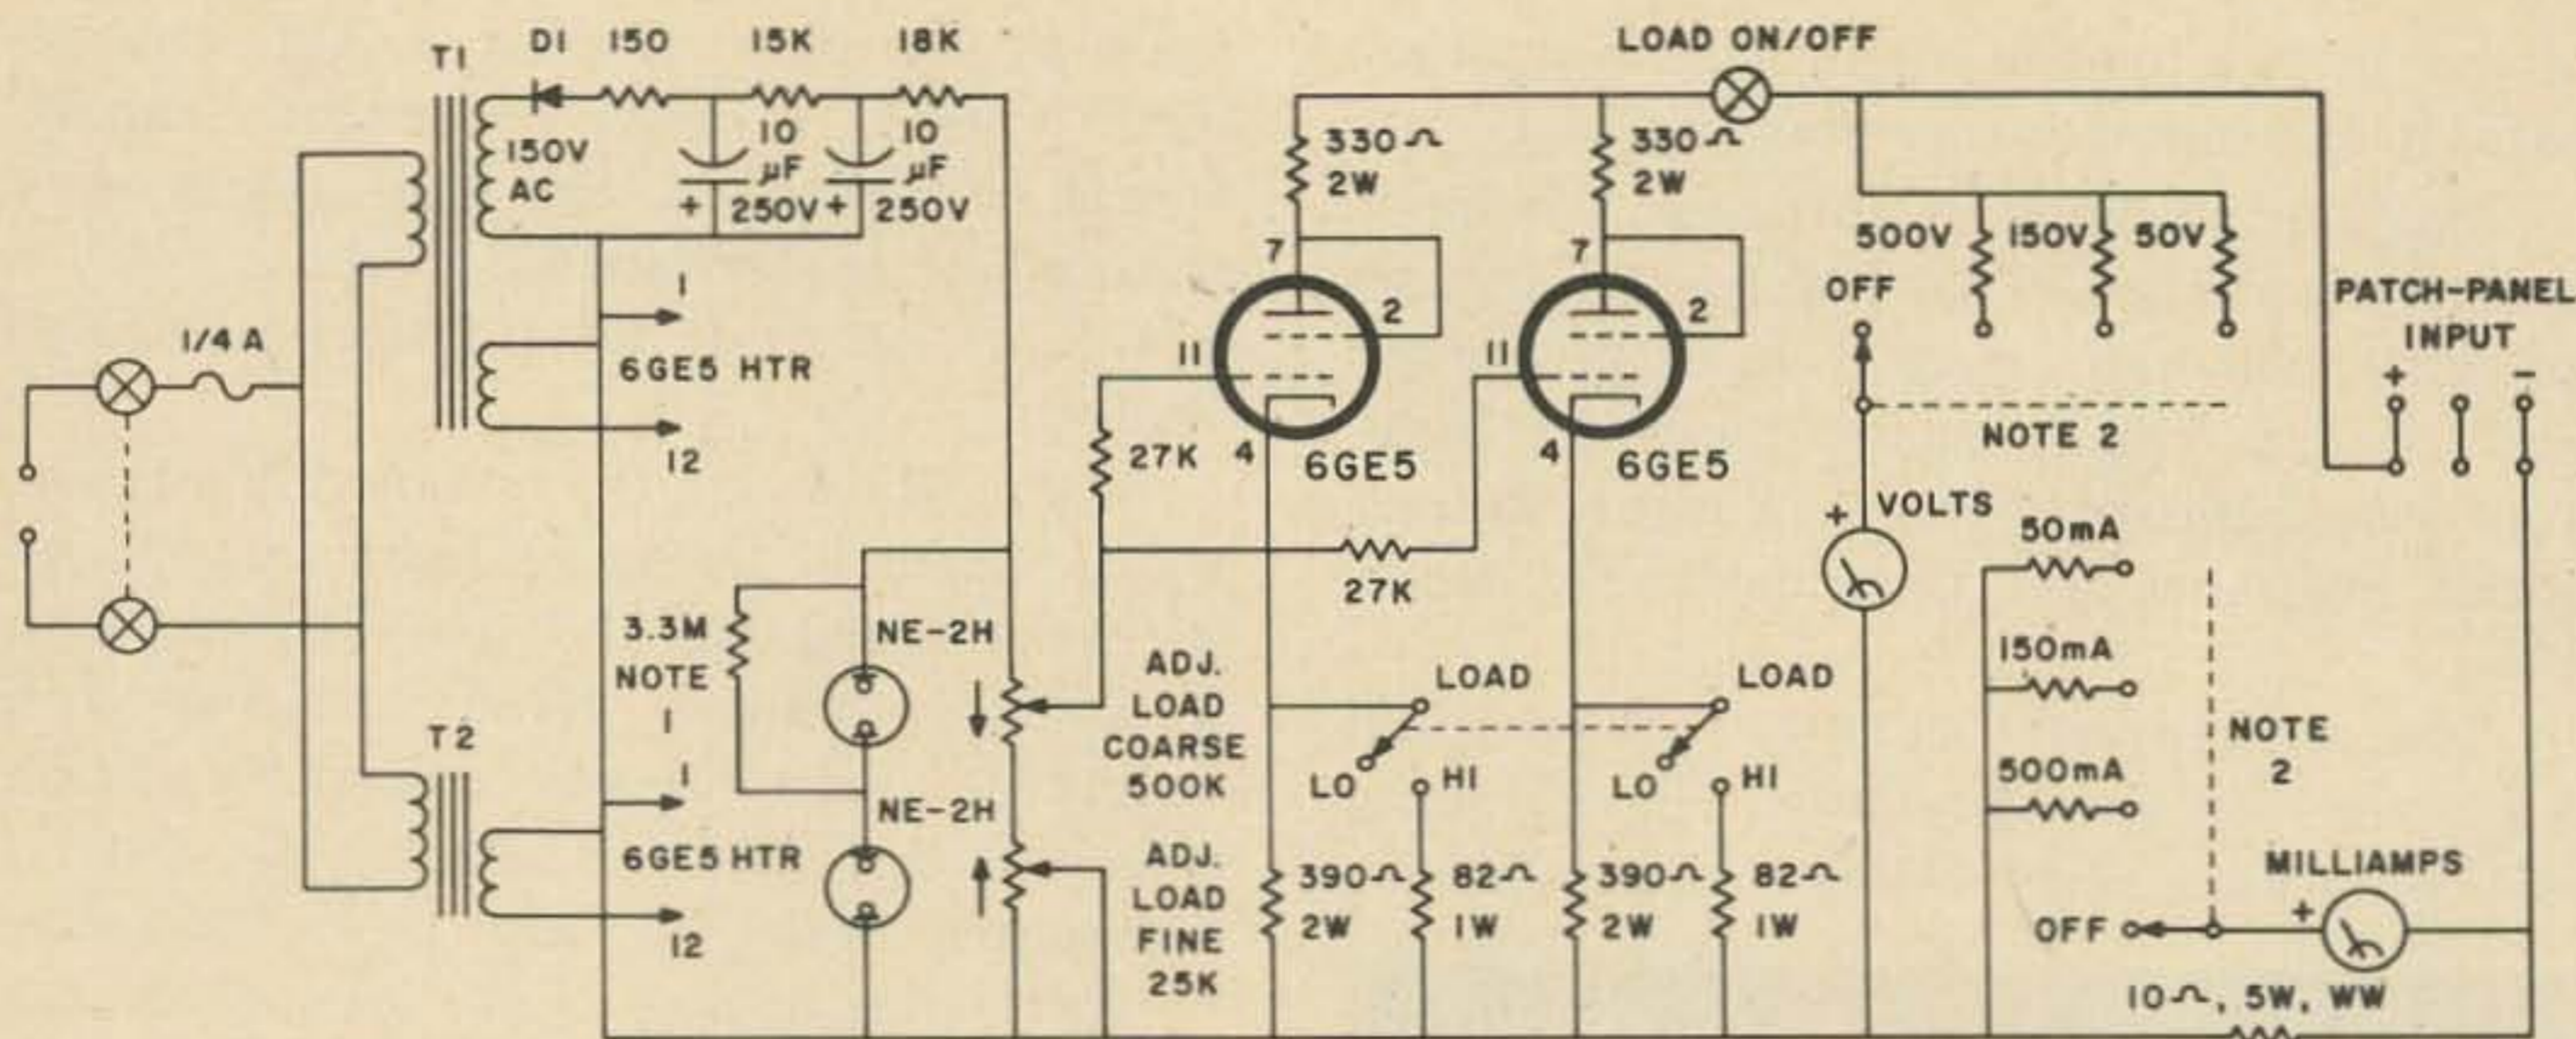 T1
D1
150
15K
18K
LOAD ON/OFF
150V
AC
10
µF
+ 250V
10
µF
+ 250V
330Ω
2W
330Ω
2W
7
2
7
2
11
11
4
4
6GE5
6GE5
500V
150V
50V
OFF
PATCH-PANEL
INPUT
+ -
1/4 A
1
6GE5 HTR
12
27K
27K
NOTE 2
+ VOLTS
50mA
150mA
500mA
NOTE
2
3.3M
NOTE
1
NE-2H
NE-2H
ADJ.
LOAD
COARSE
500K
LOAD
LO
HI
LOAD
LO
HI
T2
1
6GE5 HTR
12
ADJ.
LOAD
FINE
25K
390Ω
2W
82Ω
1W
390Ω
2W
82Ω
1W
MILLIAMPS
OFF
+
10Ω, 5W, WW